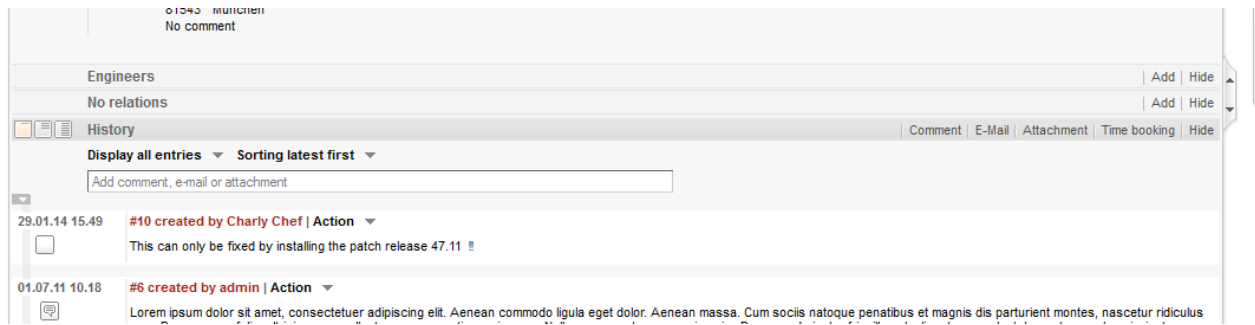 81543 München
No comment
Engineers | Add | Hide
No relations | Add | Hide
History | Comment | E-Mail | Attachment | Time booking | Hide
Display all entries Sorting latest first
Add comment, e-mail or attachment
29.01.14 15.49 #10 created by Charly Chef | Action
This can only be fixed by installing the patch release 47.11 !!
01.07.11 10.18 #6 created by admin | Action
Lorem ipsum dolor sit amet, consectetuer adipiscing elit. Aenean commodo ligula eget dolor. Aenean massa. Cum sociis natoque penatibus et magnis dis parturient montes, nascetur ridiculus